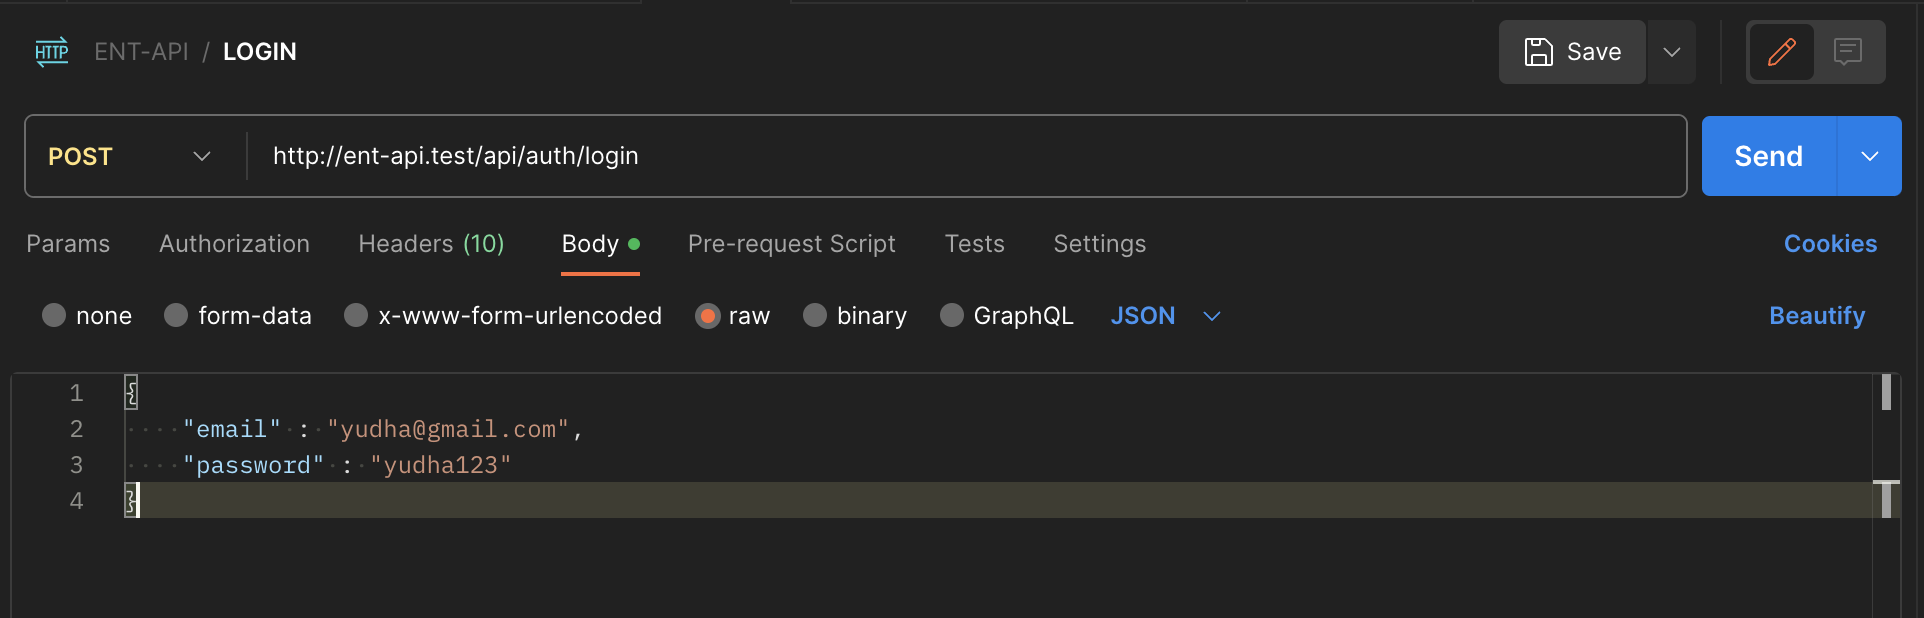 HTTP ENT-API / LOGIN Save
POST http://ent-api.test/api/auth/login Send
Params Authorization Headers (10) Body Pre-request Script Tests Settings Cookies
none form-data x-www-form-urlencoded raw binary GraphQL JSON Beautify
1 {
2 "email" : "yudha@gmail.com",
3 "password" : "yudha123"
4 }